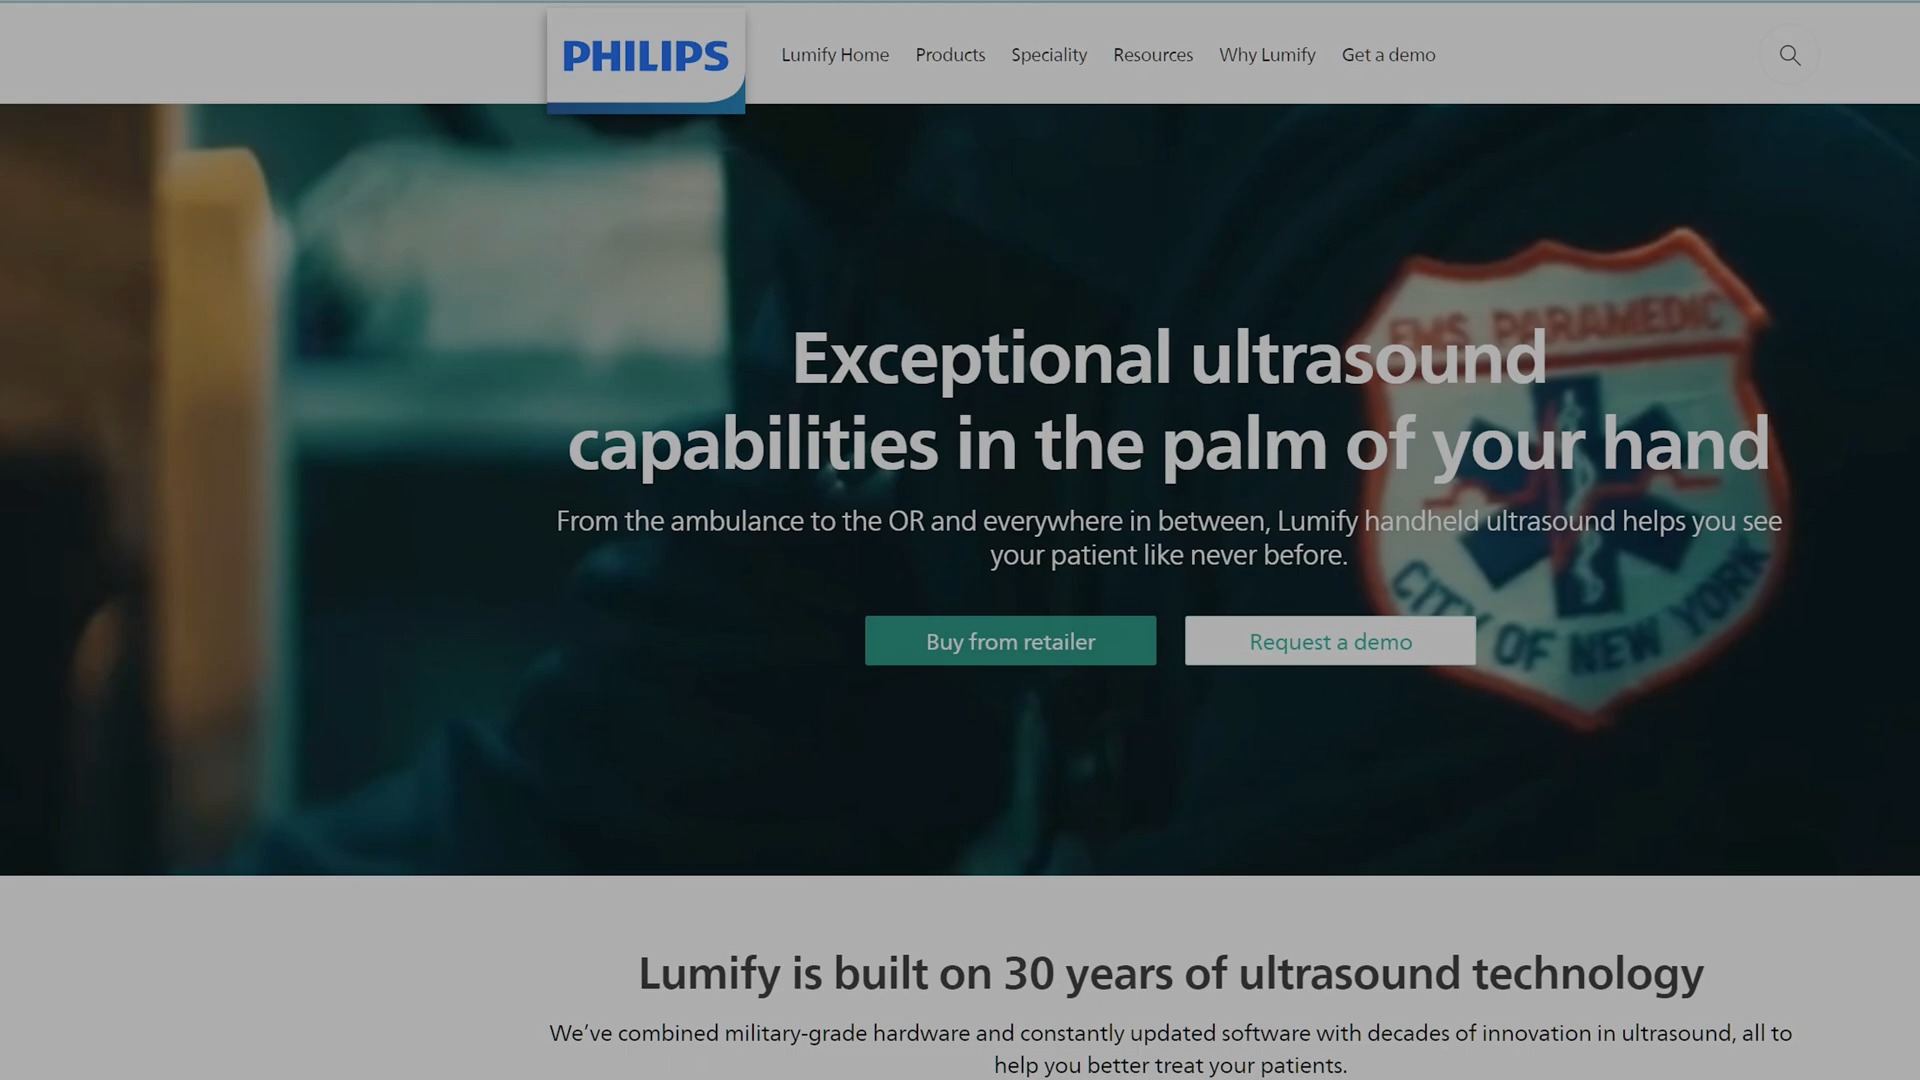 PHILIPS
Lumify Home Products Speciality Resources Why Lumify Get a demo
EMS PARAMEDIC
Exceptional ultrasound
capabilities in the palm of your hand
From the ambulance to the OR and everywhere in between, Lumify handheld ultrasound helps you see
your patient like never before.
CITY OF NEW YORK
Buy from retailer Request a demo
Lumify is built on 30 years of ultrasound technology
We’ve combined military-grade hardware and constantly updated software with decades of innovation in ultrasound, all to
help you better treat your patients.